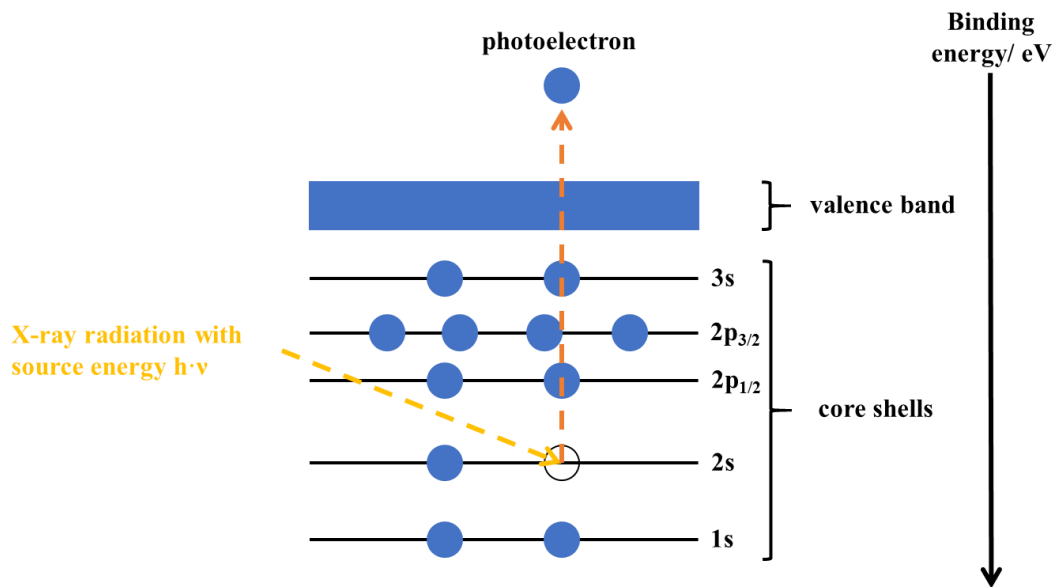 photoelectron
Binding
energy/ eV
valence band
3s
2p3/2
X-ray radiation with
source energy h·ν
2p1/2
core shells
2s
1s